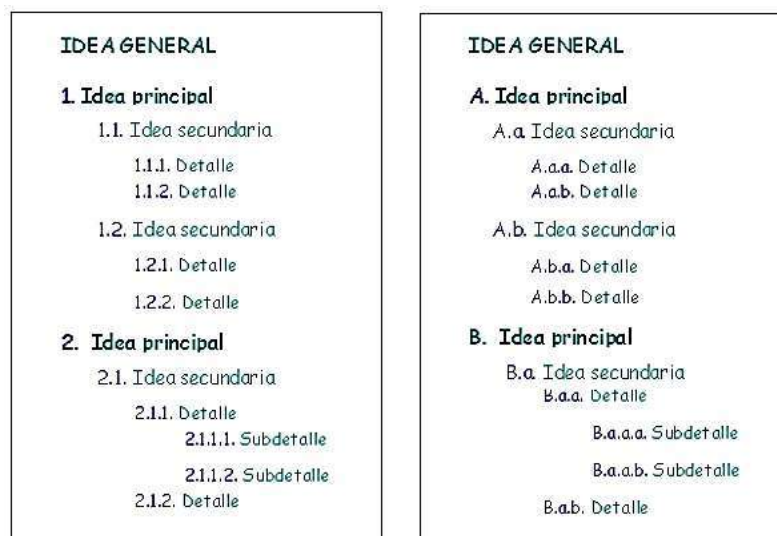 IDEA GENERAL
1. Idea principal
1.1. Idea secundaria
1.1.1. Detalle
1.1.2. Detalle
1.2. Idea secundaria
1.2.1. Detalle
1.2.2. Detalle
2. Idea principal
2.1. Idea secundaria
2.1.1. Detalle
2.1.1.1. Subdetalle
2.1.1.2. Subdetalle
2.1.2. Detalle
IDEA GENERAL
A. Idea principal
A.a Idea secundaria
A.a.a. Detalle
A.a.b. Detalle
A.b. Idea secundaria
A.b.a. Detalle
A.b.b. Detalle
B. Idea principal
B.a Idea secundaria
B.a.a. Detalle
B.a.a.a. Subdetalle
B.a.a.b. Subdetalle
B.a.b. Detalle